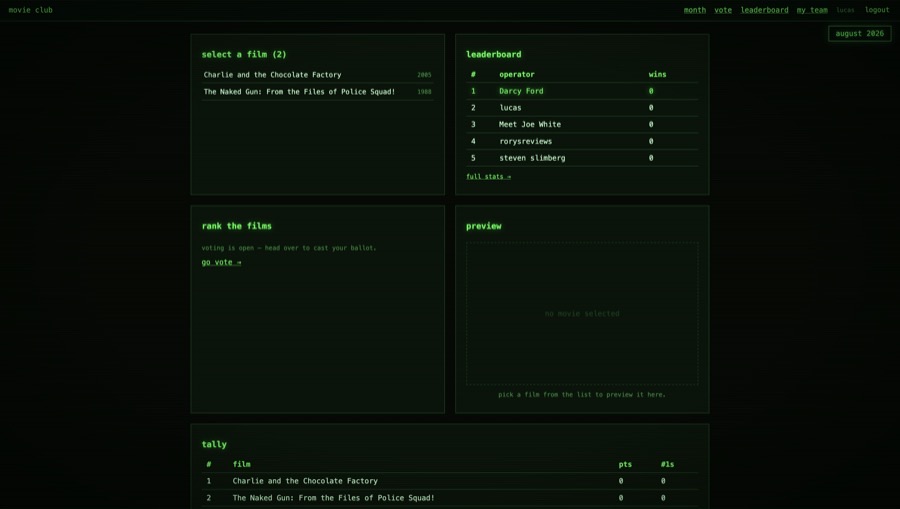 movie club
month vote leaderboard my team lucas logout
august 2026
select a film (2)
Charlie and the Chocolate Factory 2005
The Naked Gun: From the Files of Police Squad! 1988
leaderboard
# operator wins
1 Darcy Ford 0
2 lucas 0
3 Meet Joe White 0
4 rorysreviews 0
5 steven slimberg 0
full stats →
rank the films
voting is open — head over to cast your ballot.
go vote →
preview
no movie selected
pick a film from the list to preview it here.
tally
# film pts #1s
1 Charlie and the Chocolate Factory 0 0
2 The Naked Gun: From the Files of Police Squad! 0 0